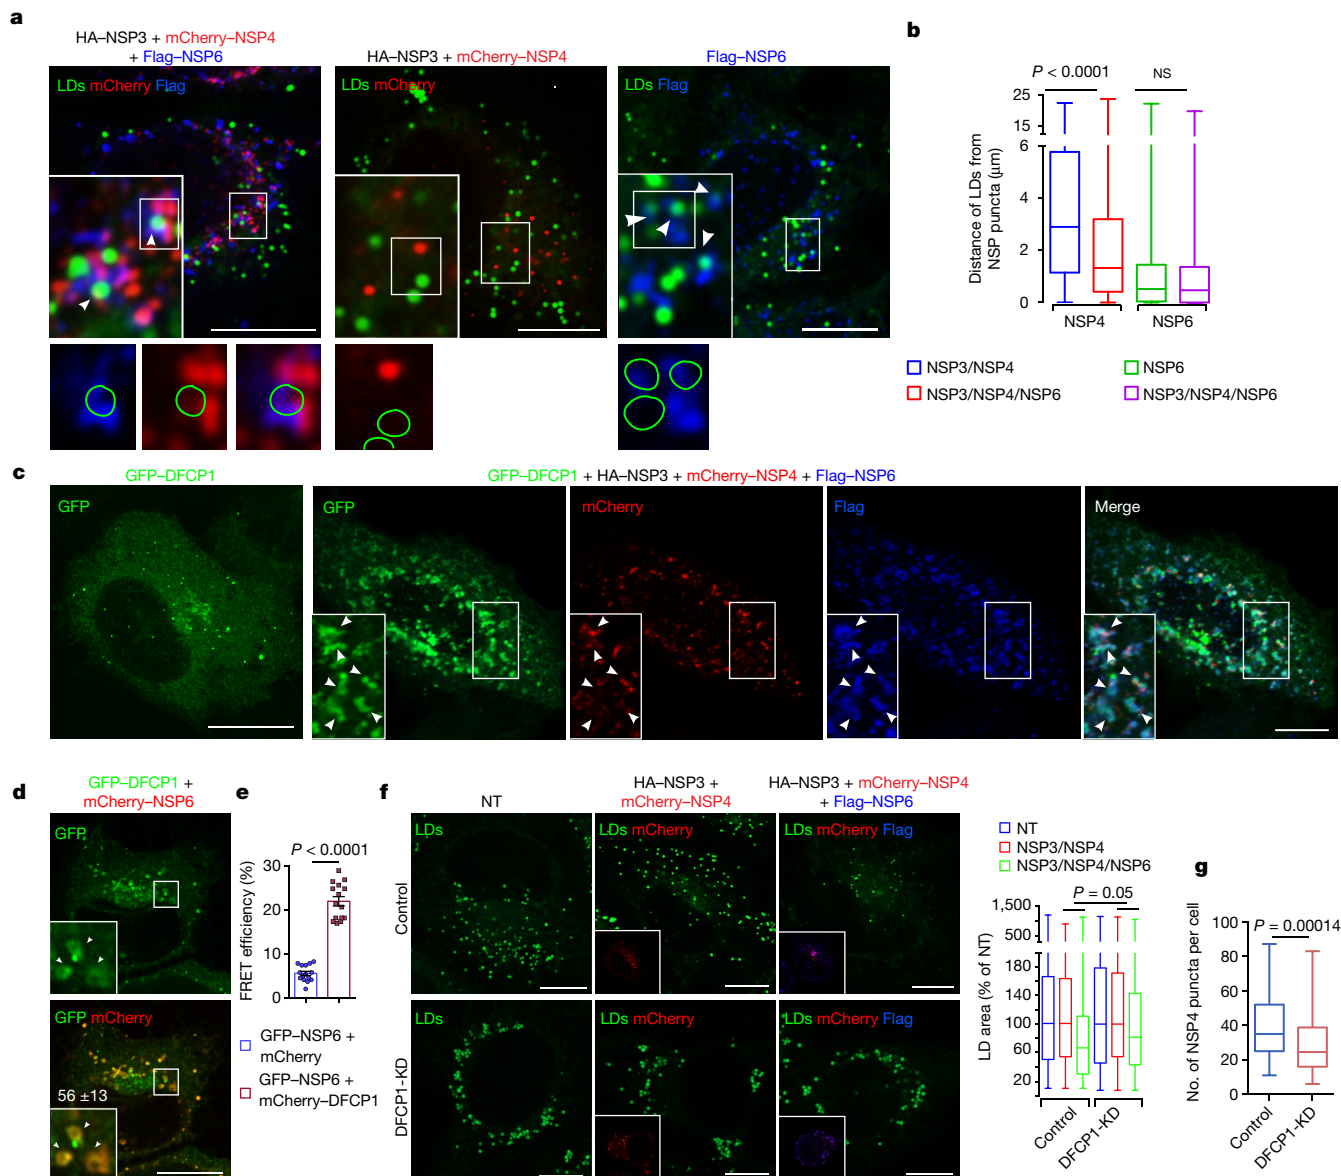 a
HA–NSP3 + mCherry–NSP4
+ Flag–NSP6
LDs mCherry Flag
HA–NSP3 + mCherry–NSP4
LDs mCherry
Flag–NSP6
LDs Flag
b
P < 0.0001
NS
25
15
6
4
2
0
Distance of LDs from
NSP puncta (µm)
NSP4
NSP6
NSP3/NSP4
NSP6
NSP3/NSP4/NSP6
NSP3/NSP4/NSP6
c
GFP–DFCP1
GFP–DFCP1 + HA–NSP3 + mCherry–NSP4 + Flag–NSP6
GFP
GFP
mCherry
Flag
Merge
d
GFP–DFCP1 +
mCherry–NSP6
GFP
GFP mCherry
56 ±13
e
P < 0.0001
30
20
10
0
FRET efficiency (%)
GFP–NSP6 +
mCherry
GFP–NSP6 +
mCherry–DFCP1
f
NT
HA–NSP3 +
mCherry–NSP4
HA–NSP3 + mCherry–NSP4
+ Flag–NSP6
Control
LDs
LDs mCherry
LDs mCherry Flag
DFCP1-KD
LDs
LDs mCherry
LDs mCherry Flag
NT
NSP3/NSP4
NSP3/NSP4/NSP6
P = 0.05
1,500
500
180
140
100
60
20
LD area (% of NT)
Control
DFCP1-KD
g
P = 0.00014
100
80
60
40
20
0
No. of NSP4 puncta per cell
Control
DFCP1-KD